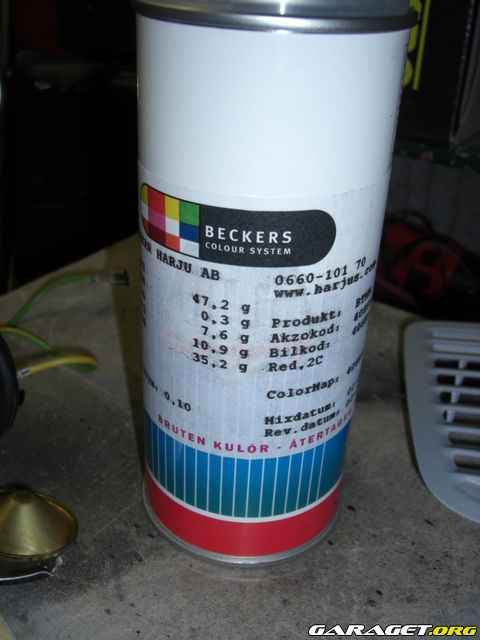 BECKERS
COLOUR SYSTEM
HARJU AB
0660-101 70
www.harjus.
47.2 g
0.3 g
7.6 g
10.9 g
35.2 g
Produkt:
Akzokod:
Bilkod:
Red.2C
ColorMap:
0,10
Mixdatum:
Rev.datum:
BRUTEN KULÖR - ÅTERTAGES
GARAGET.ORG